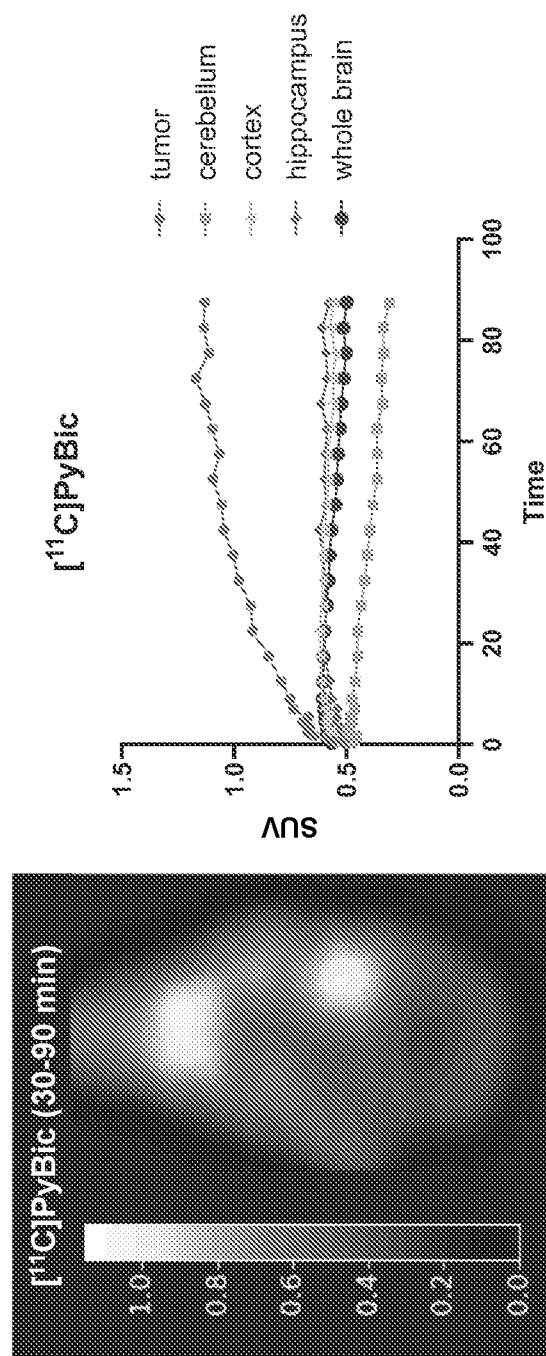 [¹¹C]PyBic (30-90 min)
1.0
0.8
0.6
0.4
0.2
0.0
[¹¹C]PyBic
SUV
1.5
1.0
0.5
0.0
0
20
40
60
80
100
Time
tumor
cerebellum
cortex
hippocampus
whole brain